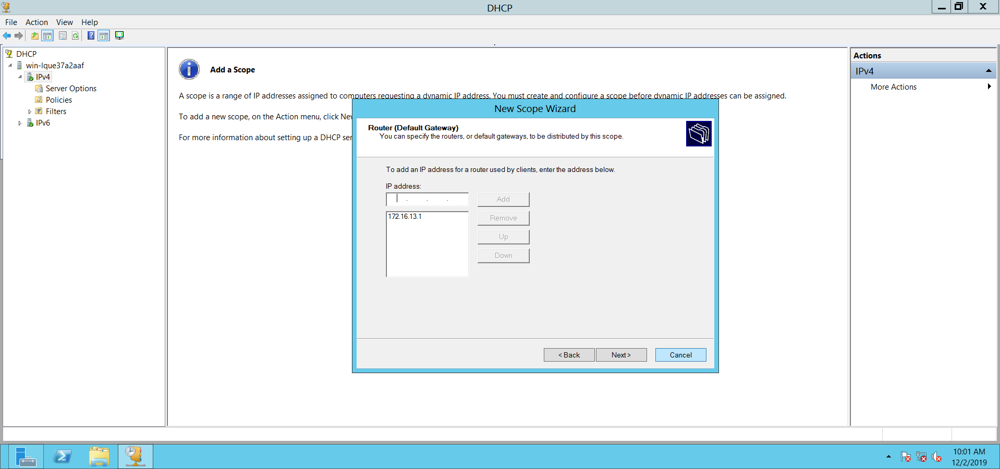 DHCP
File Action View Help
DHCP
win-lque37a2aaf
IPv4
Server Options
Policies
Filters
IPv6
Add a Scope
A scope is a range of IP addresses assigned to computers requesting a dynamic IP address. You must create and configure a scope before dynamic IP addresses can be assigned.
To add a new scope, on the Action menu, click New
For more information about setting up a DHCP ser
New Scope Wizard
Router (Default Gateway)
You can specify the routers, or default gateways, to be distributed by this scope.
To add an IP address for a router used by clients, enter the address below.
IP address:
. . .
Add
172.16.13.1
Remove
Up
Down
< Back
Next >
Cancel
Actions
IPv4
More Actions
10:01 AM
12/2/2019